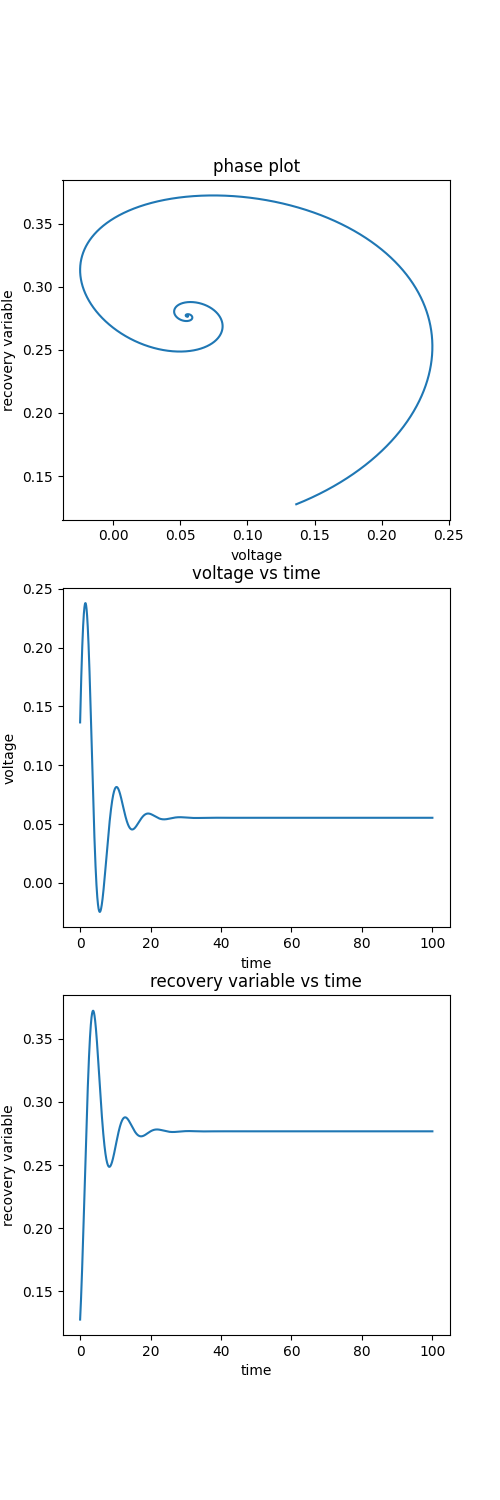 phase plot
0.35
0.30
0.25
0.20
0.15
recovery variable
0.00 0.05 0.10 0.15 0.20 0.25
voltage
voltage vs time
0.25
0.20
0.15
0.10
0.05
0.00
voltage
0 20 40 60 80 100
time
recovery variable vs time
0.35
0.30
0.25
0.20
0.15
recovery variable
0 20 40 60 80 100
time